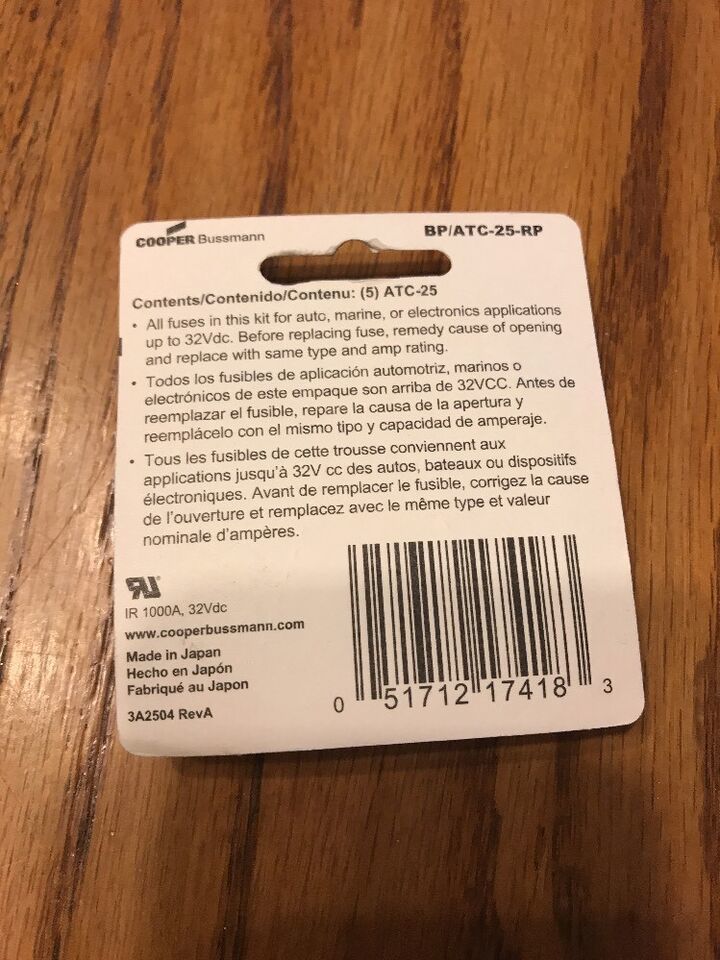 COOPER Bussmann
BP/ATC-25-RP
Contents/Contenido/Contenu: (5) ATC-25
• All fuses in this kit for auto, marine, or electronics applications
up to 32Vdc. Before replacing fuse, remedy cause of opening
and replace with same type and amp rating.
• Todos los fusibles de aplicación automotriz, marinos o
electrónicos de este empaque son arriba de 32VCC. Antes de
reemplazar el fusible, repare la causa de la apertura y
reemplácelo con el mismo tipo y capacidad de amperaje.
• Tous les fusibles de cette trousse conviennent aux
applications jusqu'à 32V cc des autos, bateaux ou dispositifs
électroniques. Avant de remplacer le fusible, corrigez la cause
de l'ouverture et remplacez avec le même type et valeur
nominale d'ampères.
IR 1000A, 32Vdc
www.cooperbussmann.com
Made in Japan
Hecho en Japón
Fabriqué au Japon
3A2504 RevA
0 51712 17418 3